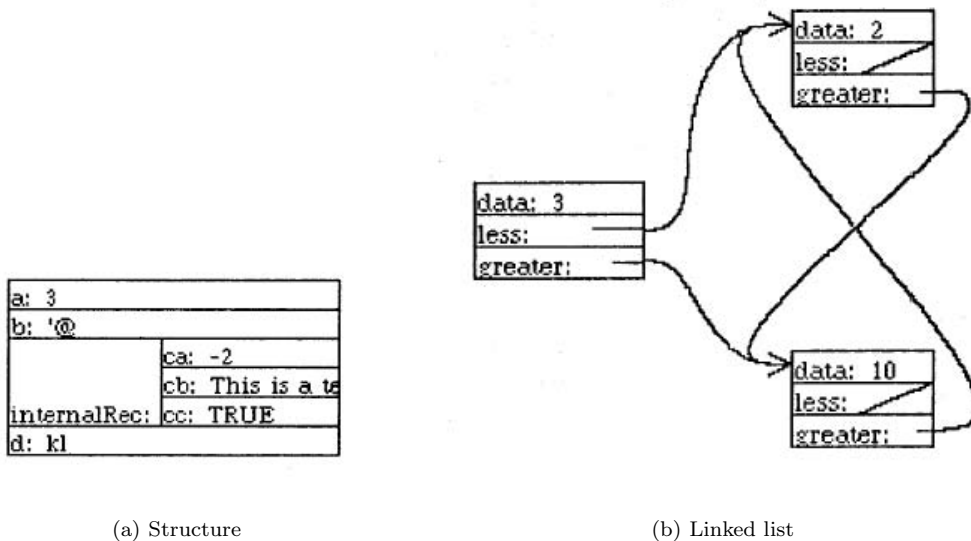 data: 2
less:
greater:
data: 3
less:
greater:
a: 3
b: '@
ca: -2
cb: This is a te
internalRec: cc: TRUE
d: kl
data: 10
less:
greater:
(a) Structure
(b) Linked list